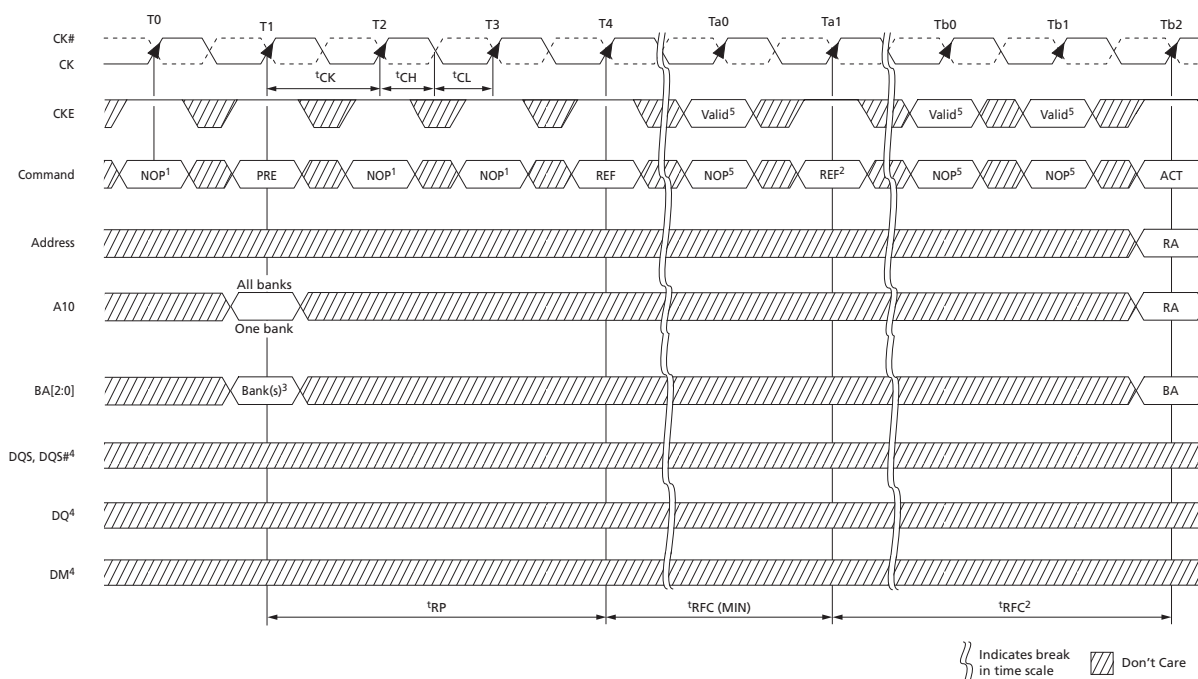 T0 T1 T2 T3 T4 Ta0 Ta1 Tb0 Tb1 Tb2
CK#
CK
tCK tCH tCL
CKE Valid5 Valid5 Valid5
Command NOP1 PRE NOP1 NOP1 REF NOP5 REF2 NOP5 NOP5 ACT
Address RA
All banks
A10 RA
One bank
BA[2:0] Bank(s)3 BA
DQS, DQS#4
DQ4
DM4
tRP tRFC (MIN) tRFC2
Indicates break
in time scale
Don't Care